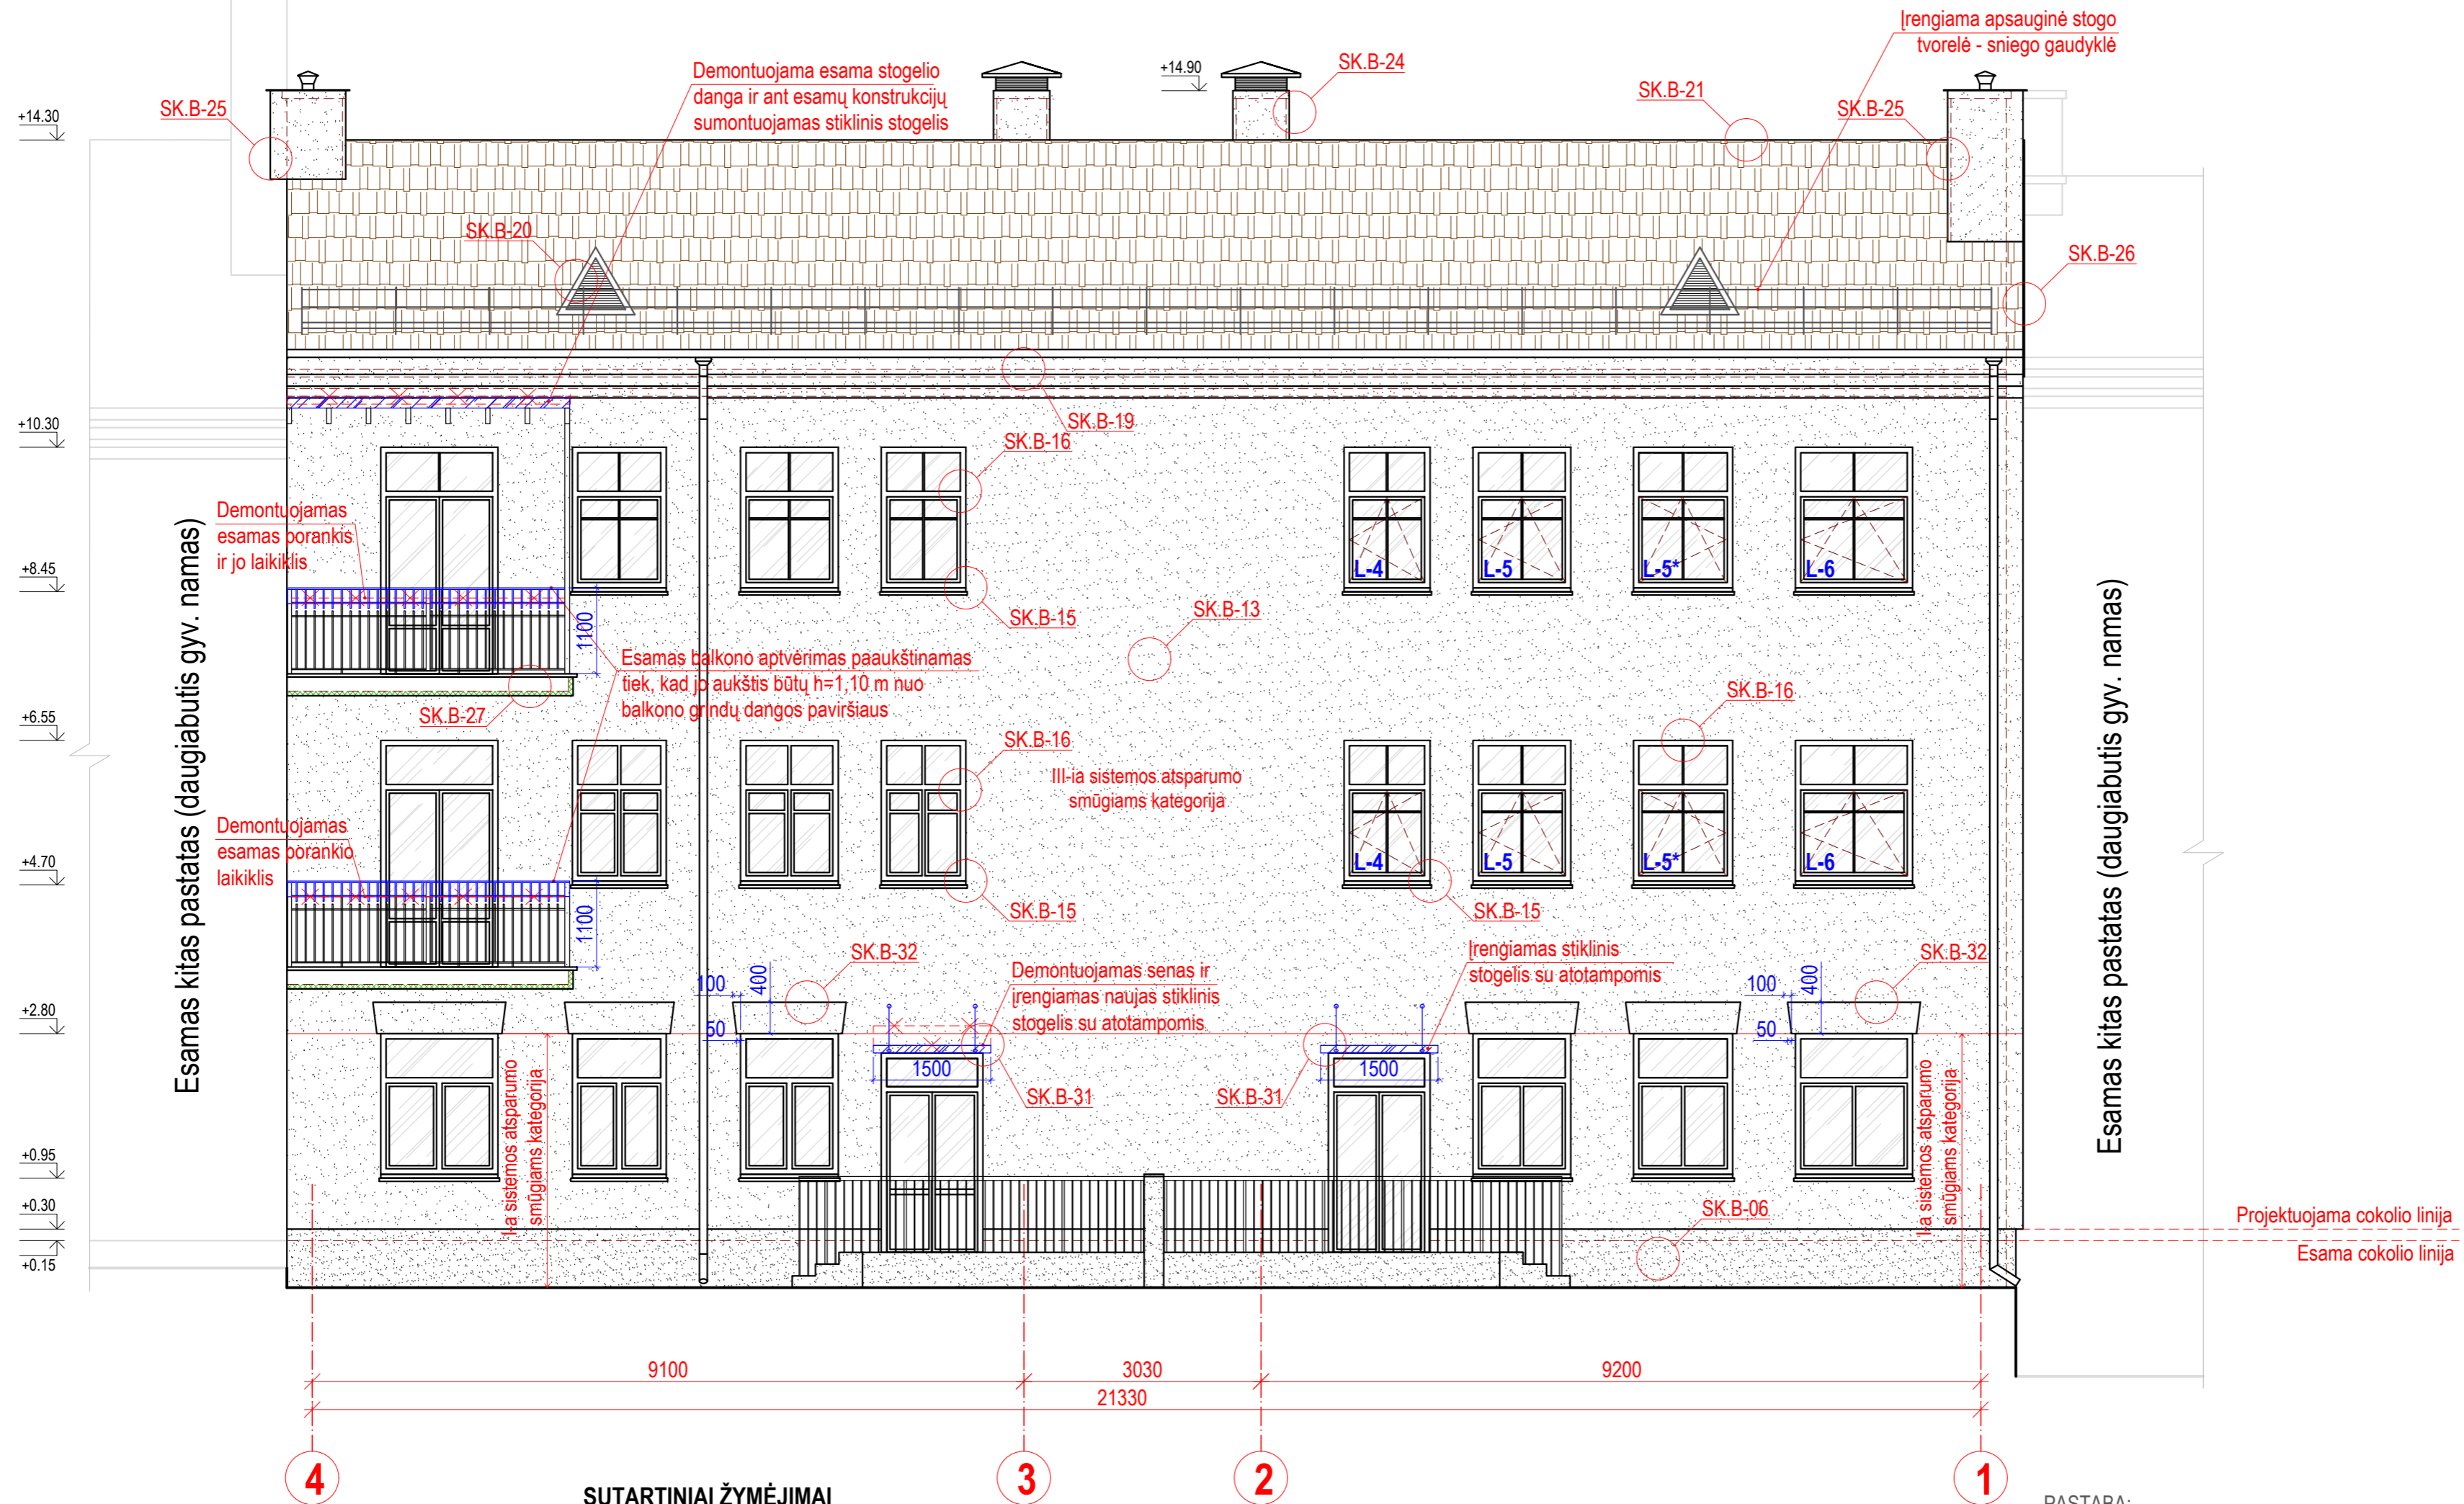 Įrengiama apsauginė stogo
tvorelė - sniego gaudyklė
Demontuojama esama stogelio
danga ir ant esamų konstrukcijų
sumontuojamas stiklinis stogelis
+14.90
SK.B-24
SK.B-21
SK.B-25
SK.B-25
+14.30
SK.B-20
SK.B-26
SK.B-19
+10.30
SK.B-16
Demontuojamas
esamas porankis
ir jo laikiklis
+8.45
L-4
L-5
L-5*
L-6
SK.B-15
SK.B-13
1100
Esamas balkono aptvėrimas paaukštinamas
tiek, kad jo aukštis būtų h=1,10 m nuo
balkono grindų dangos paviršiaus
SK.B-27
SK.B-16
+6.55
SK.B-16
III-ia sistemos atsparumo
smūgiams kategorija
Demontuojamas
esamas porankio
laikiklis
+4.70
L-4
L-5
L-5*
L-6
SK.B-15
SK.B-15
1100
SK.B-32
Įrengiamas stiklinis
stogelis su atotampomis
SK.B-32
Demontuojamas senas ir
įrengiamas naujas stiklinis
stogelis su atotampomis
100
400
50
100
400
50
+2.80
1500
1500
SK.B-31
SK.B-31
I-a sistemos atsparumo
smūgiams kategorija
I-a sistemos atsparumo
smūgiams kategorija
Esamas kitas pastatas (daugiabutis gyv. namas)
Esamas kitas pastatas (daugiabutis gyv. namas)
+0.95
+0.30
+0.15
SK.B-06
Projektuojama cokolio linija
Esama cokolio linija
9100
3030
9200
21330
4
3
2
1
SUTARTINIAI ŽYMĖJIMAI
PASTABA: